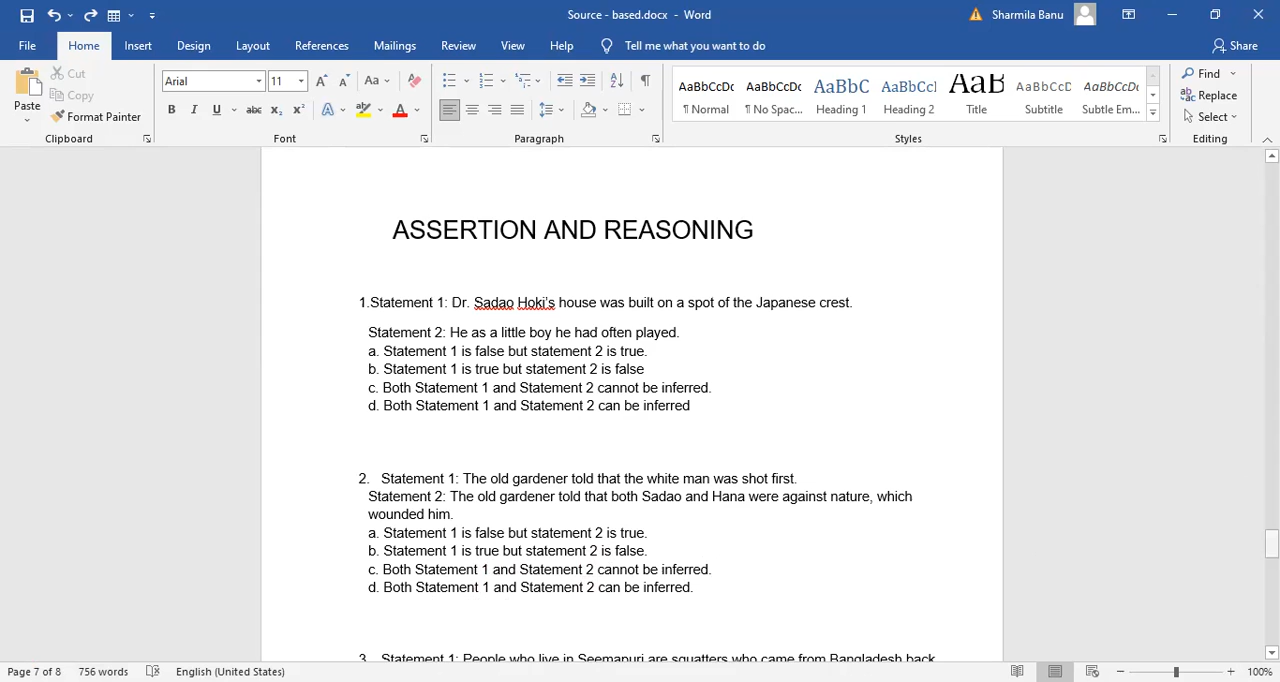 Source - based.docx - Word
Sharmila Banu
File Home Insert Design Layout References Mailings Review View Help Tell me what you want to do Share
Paste
Cut
Copy
Format Painter
Clipboard
Arial 11
Font
Paragraph
AaBbCcDc AaBbCcDc AaBbC AaBbCcl AaB AaBbCcD AaBbCcDt
¶ Normal ¶ No Spac... Heading 1 Heading 2 Title Subtitle Subtle Em...
Styles
Find
Replace
Select
Editing
ASSERTION AND REASONING
1.Statement 1: Dr. Sadao Hoki's house was built on a spot of the Japanese crest.
Statement 2: He as a little boy he had often played.
a. Statement 1 is false but statement 2 is true.
b. Statement 1 is true but statement 2 is false
c. Both Statement 1 and Statement 2 cannot be inferred.
d. Both Statement 1 and Statement 2 can be inferred
2. Statement 1: The old gardener told that the white man was shot first.
Statement 2: The old gardener told that both Sadao and Hana were against nature, which
wounded him.
a. Statement 1 is false but statement 2 is true.
b. Statement 1 is true but statement 2 is false.
c. Both Statement 1 and Statement 2 cannot be inferred.
d. Both Statement 1 and Statement 2 can be inferred.
3. Statement 1: People who live in Seemapuri are squatters who came from Bangladesh back
Page 7 of 8 756 words English (United States) 100%